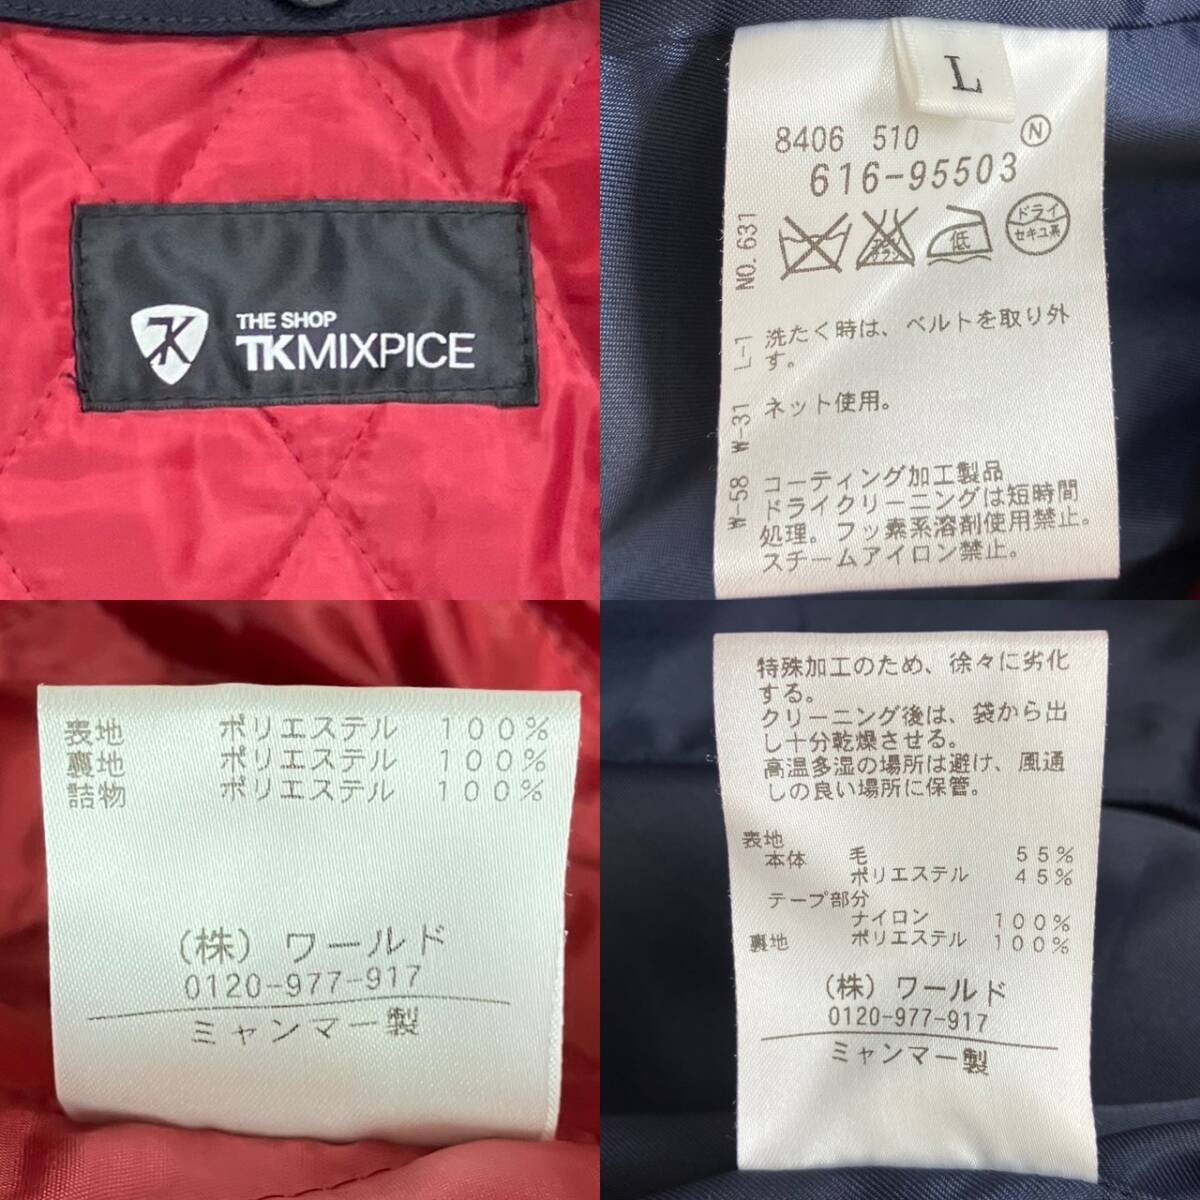 THE SHOP
TKMIXPICE
L
8406 510 N
616-95503
ドライ
セキユ系
低
NO. 631
L-1
W-31
W-58
洗たく時は、ベルトを取り外
す。
ネット使用。
コーティング加工製品
ドライクリーニングは短時間
処理。フッ素系溶剤使用禁止。
スチームアイロン禁止。
表地 ポリエステル 100%
裏地 ポリエステル 100%
詰物 ポリエステル 100%
(株) ワールド
0120-977-917
ミャンマー製
特殊加工のため、徐々に劣化
する。
クリーニング後は、袋から出
し十分乾燥させる。
高温多湿の場所は避け、風通
しの良い場所に保管。
表地
本体 毛 55%
ポリエステル 45%
テープ部分
ナイロン 100%
裏地 ポリエステル 100%
(株) ワールド
0120-977-917
ミャンマー製